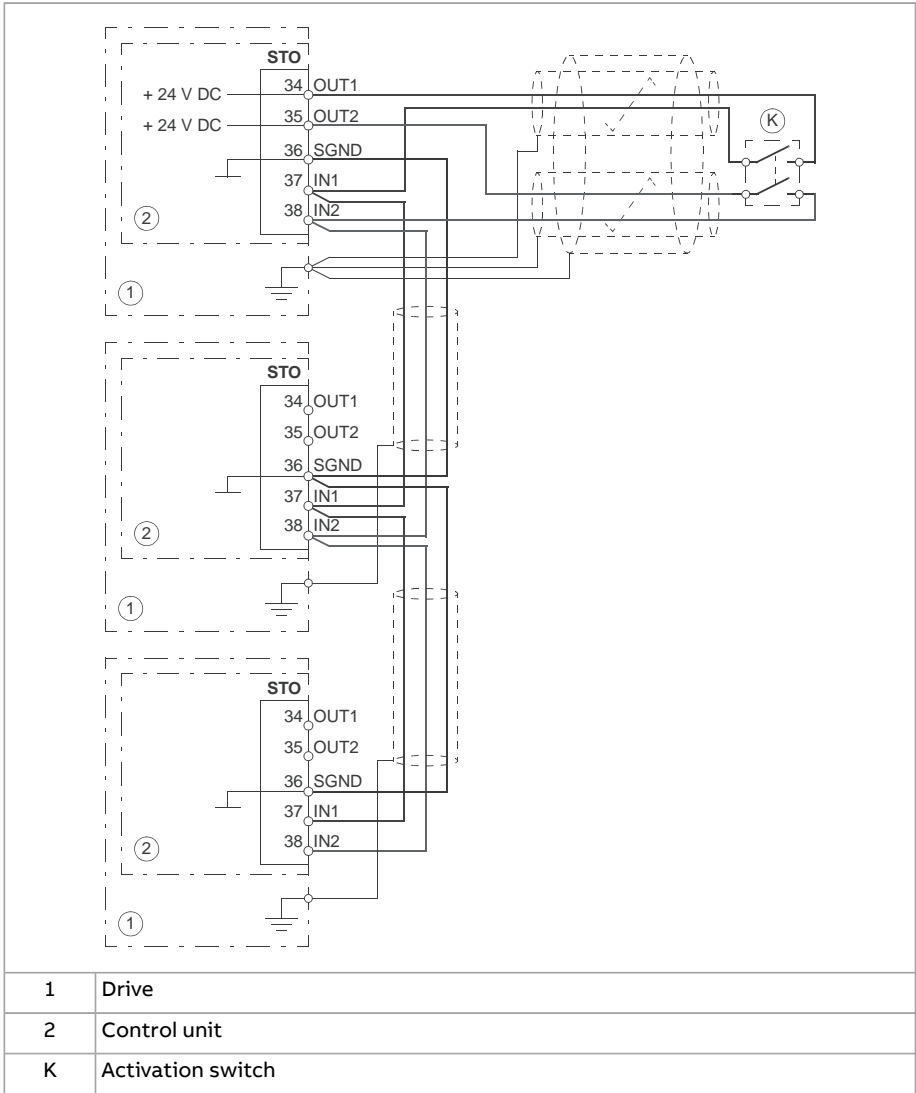 STO
34 OUT1
+ 24 V DC
35 OUT2
+ 24 V DC
K
36 SGND
37 IN1
38 IN2
2
1
STO
34 OUT1
35 OUT2
36 SGND
37 IN1
38 IN2
2
1
STO
34 OUT1
35 OUT2
36 SGND
37 IN1
38 IN2
2
1
1 Drive
2 Control unit
K Activation switch